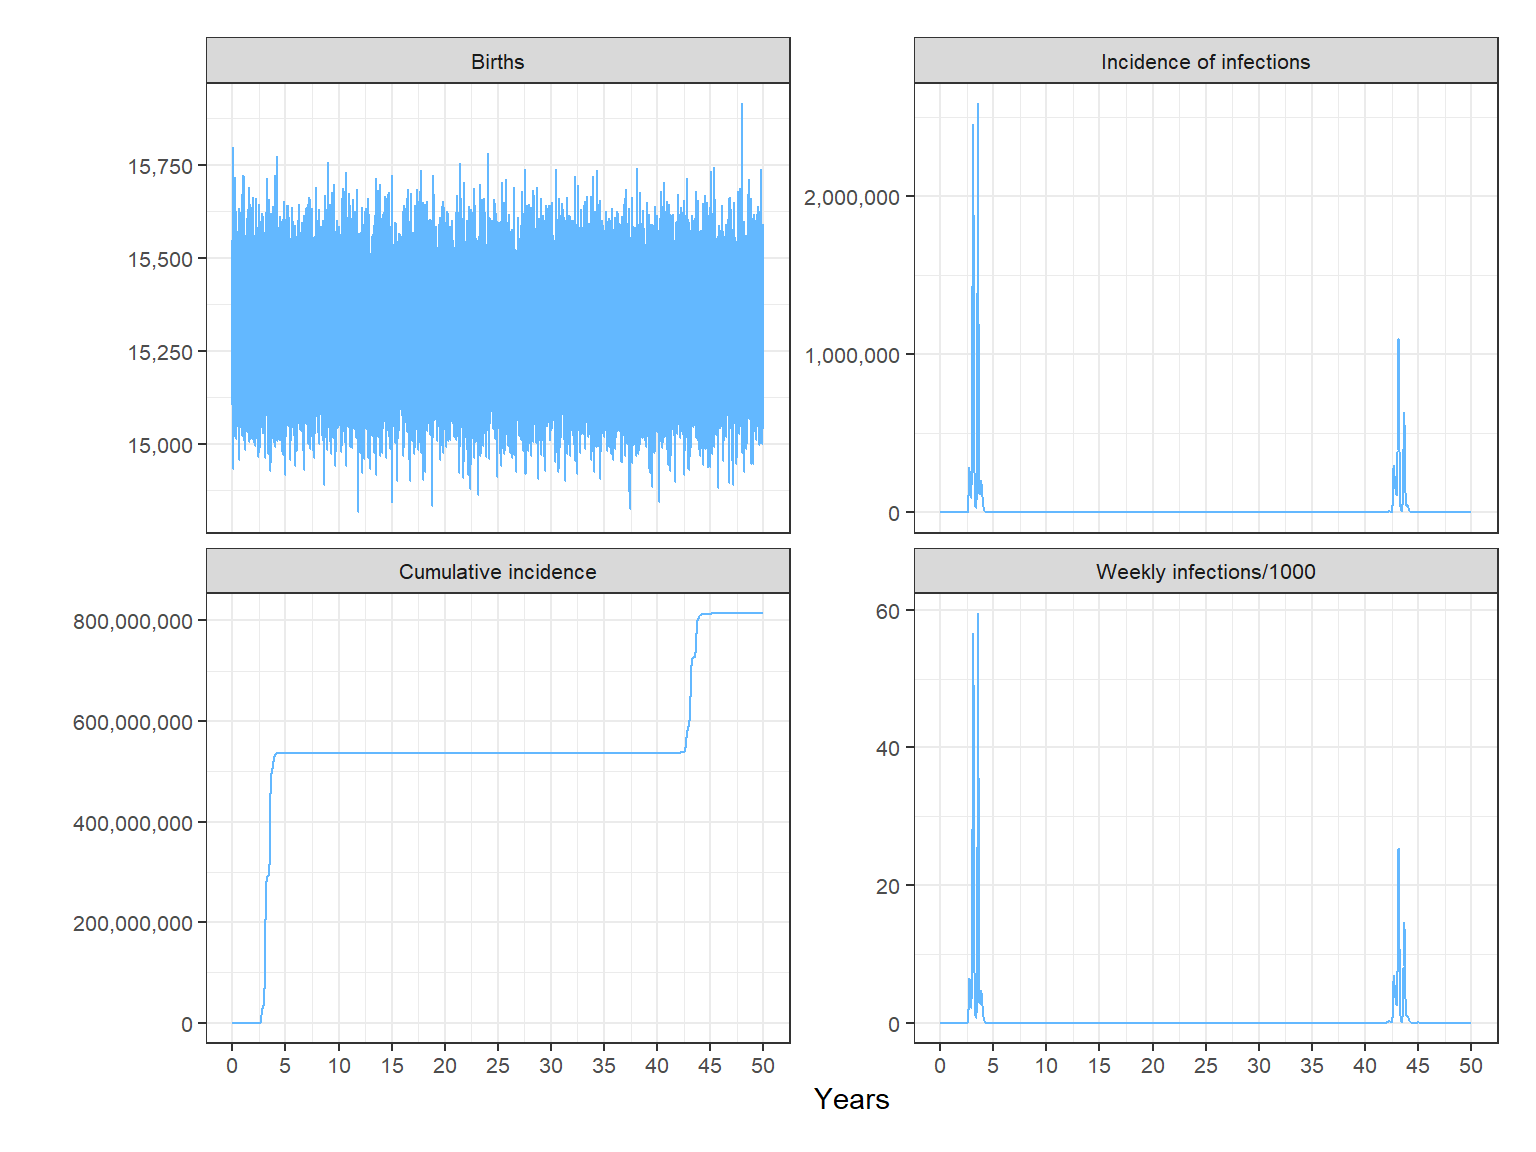 Births
Incidence of infections
15,750
15,500
15,250
15,000
2,000,000
1,000,000
0
Cumulative incidence
Weekly infections/1000
800,000,000
600,000,000
400,000,000
200,000,000
0
60
40
20
0
0 5 10 15 20 25 30 35 40 45 50
0 5 10 15 20 25 30 35 40 45 50
Years